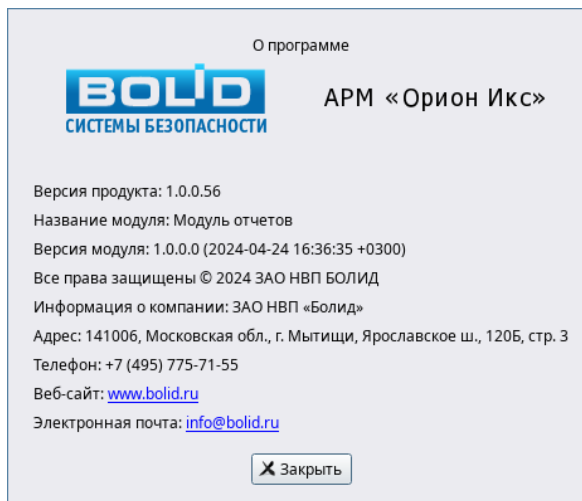 О программе
BOLID
СИСТЕМЫ БЕЗОПАСНОСТИ
АРМ «Орион Икс»
Версия продукта: 1.0.0.56
Название модуля: Модуль отчетов
Версия модуля: 1.0.0.0 (2024-04-24 16:36:35 +0300)
Все права защищены © 2024 ЗАО НВП БОЛИД
Информация о компании: ЗАО НВП «Болид»
Адрес: 141006, Московская обл., г. Мытищи, Ярославское ш., 120Б, стр. 3
Телефон: +7 (495) 775-71-55
Веб-сайт: www.bolid.ru
Электронная почта: info@bolid.ru
Закрыть